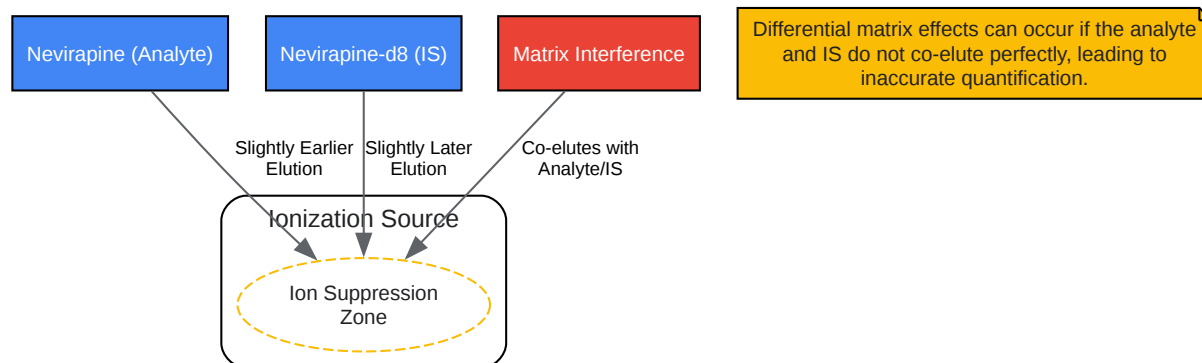 Nevirapine (Analyte)
Nevirapine-d8 (IS)
Matrix Interference
Differential matrix effects can occur if the analyte
and IS do not co-elute perfectly, leading to
inaccurate quantification.
Slightly Earlier
Elution
Slightly Later
Elution
Co-elutes with
Analyte/IS
Ionization Source
Ion Suppression
Zone